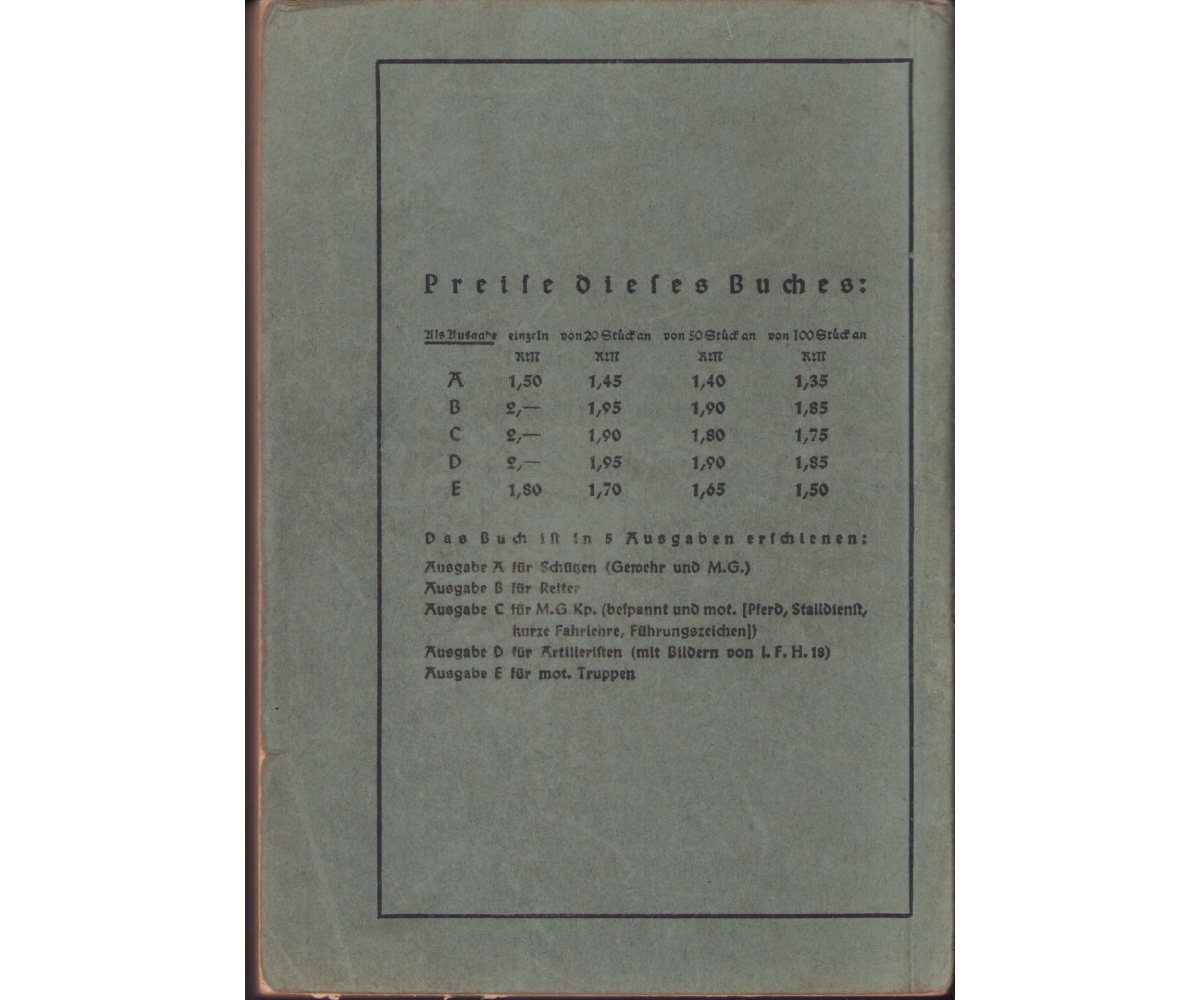 Preise dieses Buches:
Als Ausgabe einzeln von 20 Stück an von 50 Stück an von 100 Stück an
RM RM RM RM
A 1,50 1,45 1,40 1,35
B 2,— 1,95 1,90 1,85
C 2,— 1,90 1,80 1,75
D 2,— 1,95 1,90 1,85
E 1,80 1,70 1,65 1,50
Das Buch ist in 5 Ausgaben erschienen:
Ausgabe A für Schützen (Gewehr und M.G.)
Ausgabe B für Reiter
Ausgabe C für M.G.Kp. (bespannt und mot. [Pferd, Stalldienst,
kurze Fahrlehre, Führungszeichen])
Ausgabe D für Artilleristen (mit Bildern von l. F. H. 18)
Ausgabe E für mot. Truppen